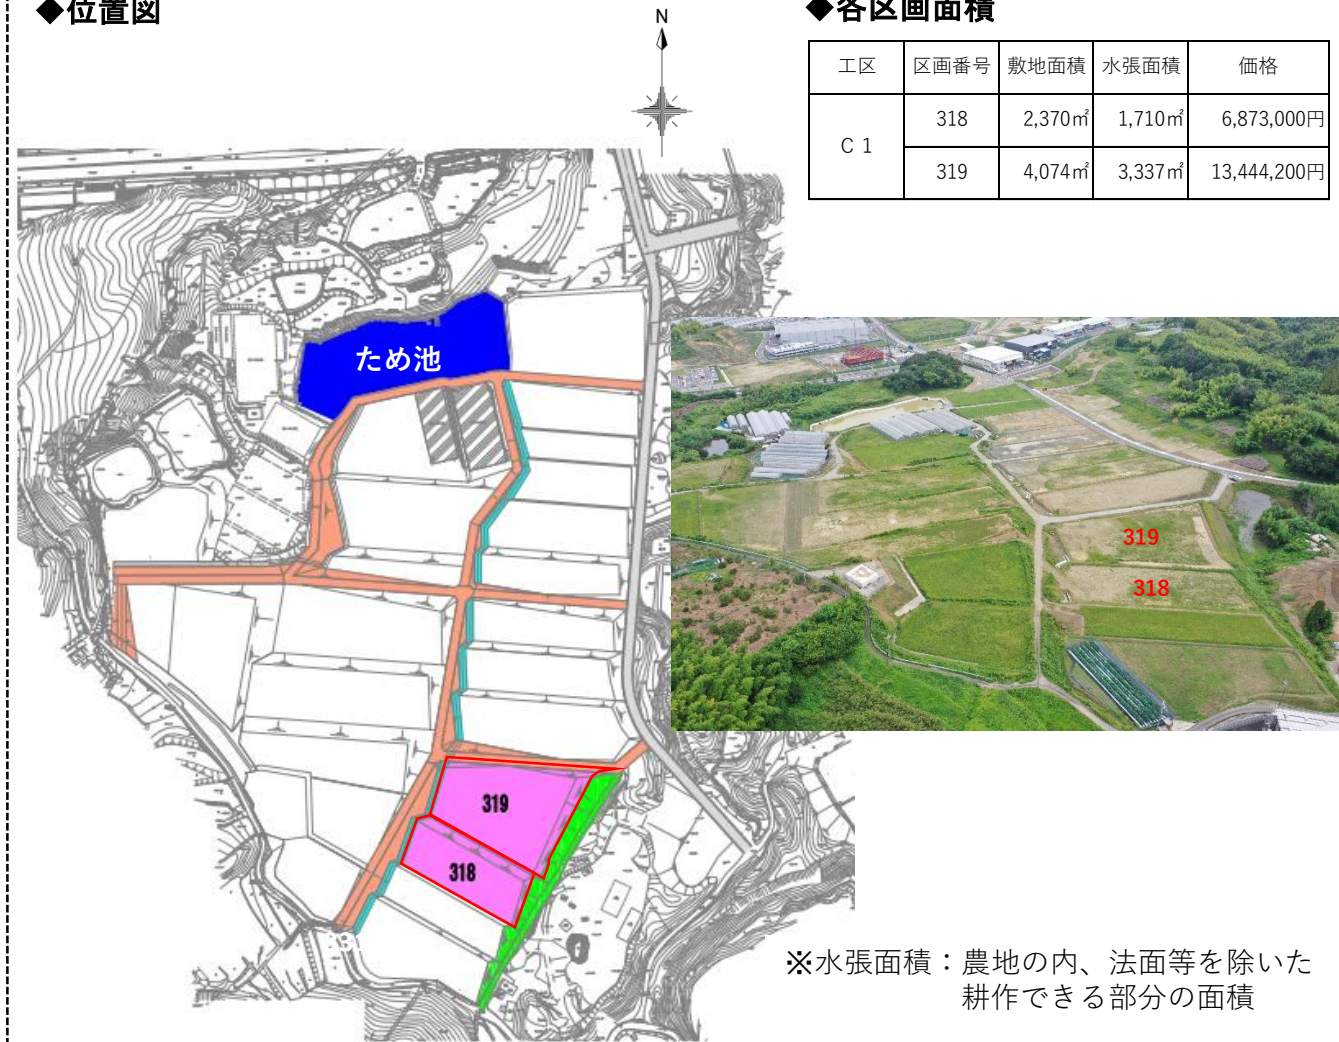 ◆位置図
N
ため池
319
318
◆各区画面積
工区 区画番号 敷地面積 水張面積 価格
C 1 318 2,370㎡ 1,710㎡ 6,873,000円
319 4,074㎡ 3,337㎡ 13,444,200円
319
318
※水張面積：農地の内、法面等を除いた
耕作できる部分の面積